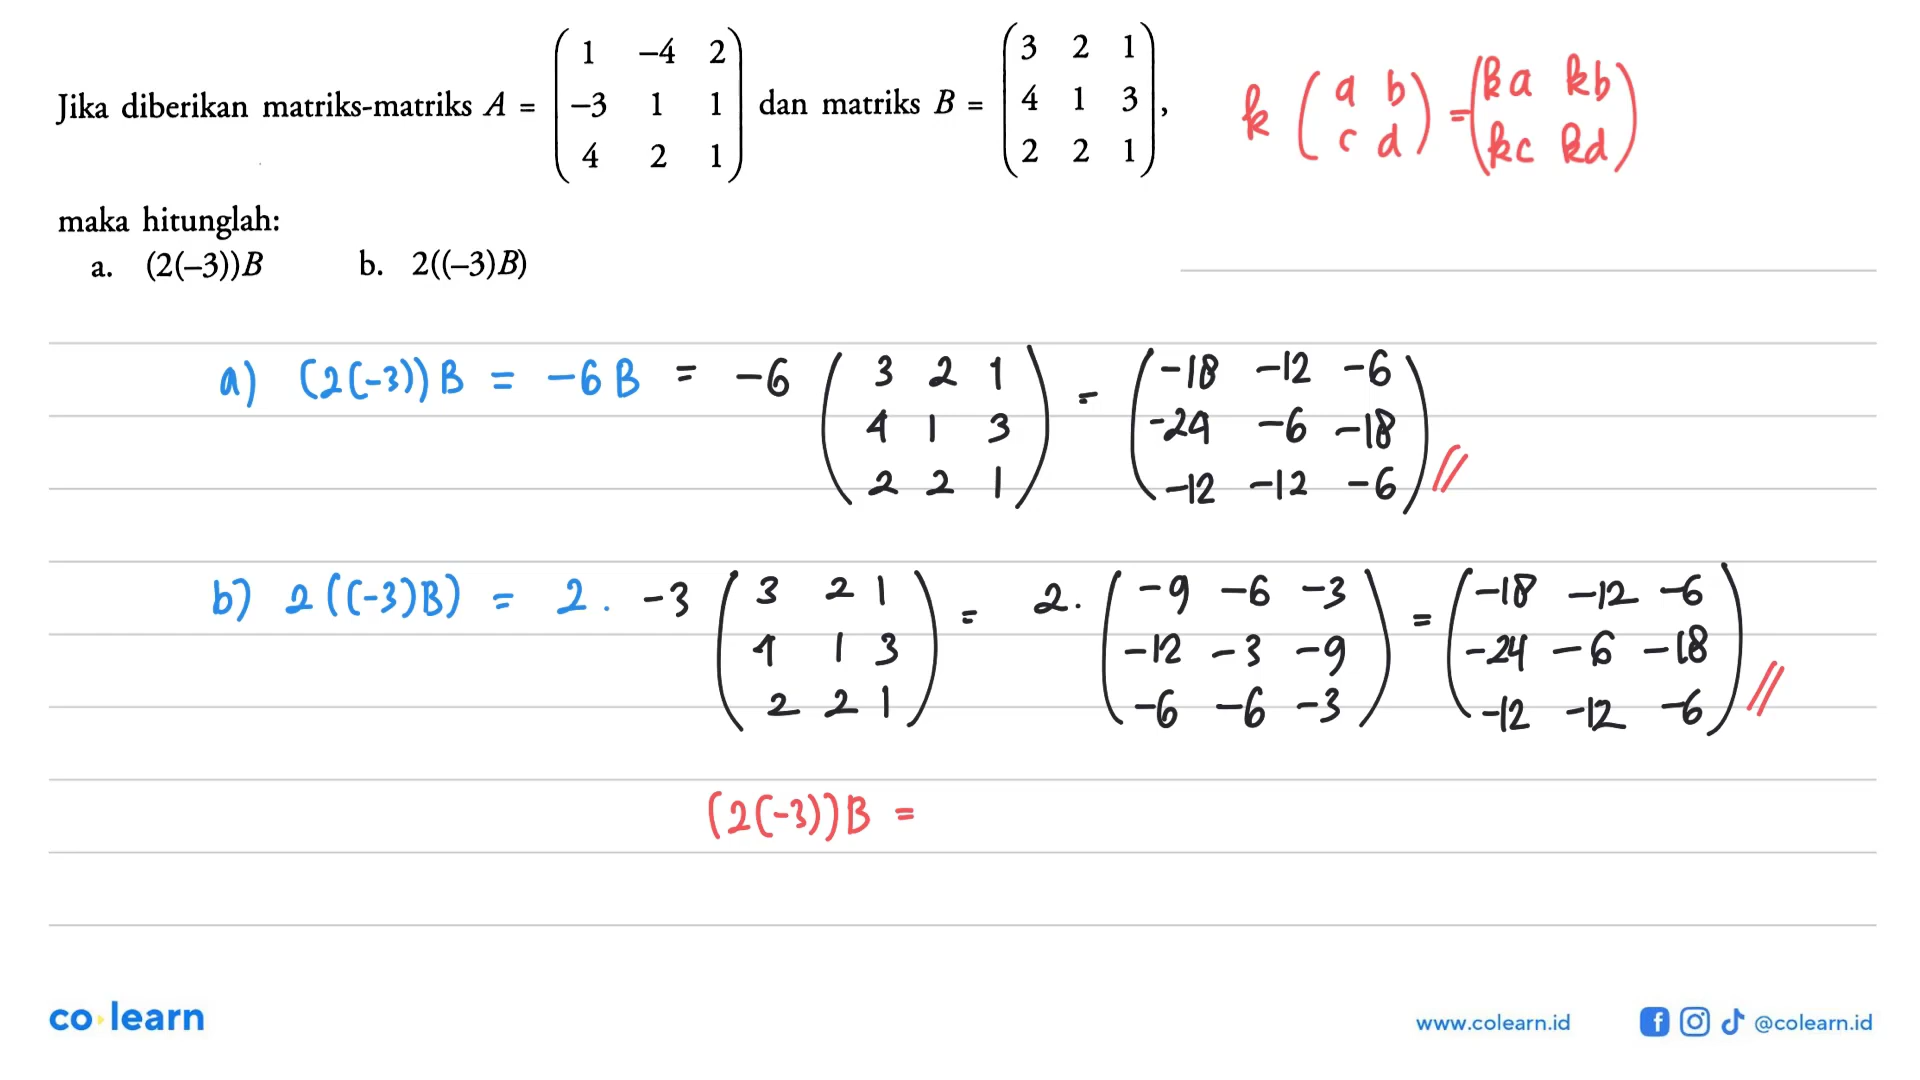 Jika diberikan matriks-matriks A = (1 -4 2 / -3 1 1 / 4 2 1) dan matriks B = (3 2 1 / 4 1 3 / 2 2 1),
k (a b / c d) = (ka kb / kc kd)
maka hitunglah:
a. (2(-3))B b. 2((-3)B)
a) (2(-3))B = -6B = -6 (3 2 1 / 4 1 3 / 2 2 1) = (-18 -12 -6 / -24 -6 -18 / -12 -12 -6)//
b) 2((-3)B) = 2. -3 (3 2 1 / 4 1 3 / 2 2 1) = 2. (-9 -6 -3 / -12 -3 -9 / -6 -6 -3) = (-18 -12 -6 / -24 -6 -18 / -12 -12 -6)//
(2(-3))B =
co learn
www.colearn.id @colearn.id